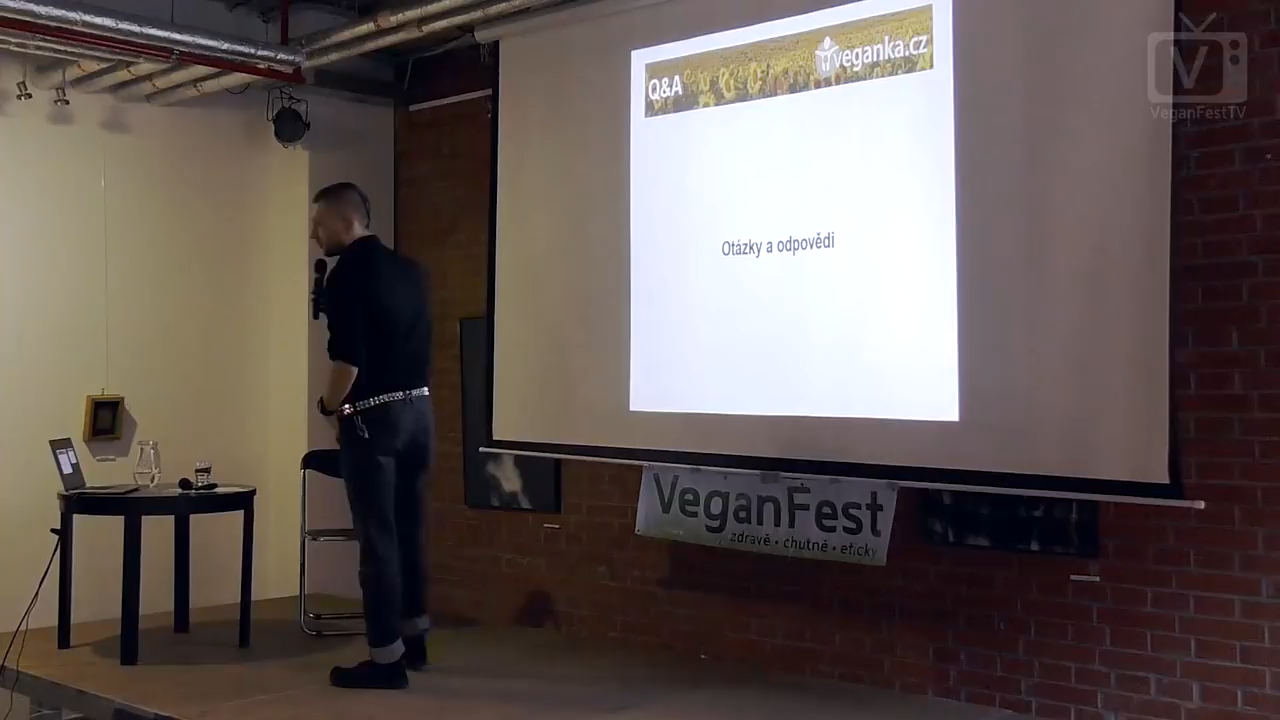 Q&A
veganka.cz
V
VeganFestTV
Otázky a odpovědi
VeganFest
zdravě • chutně • eticky